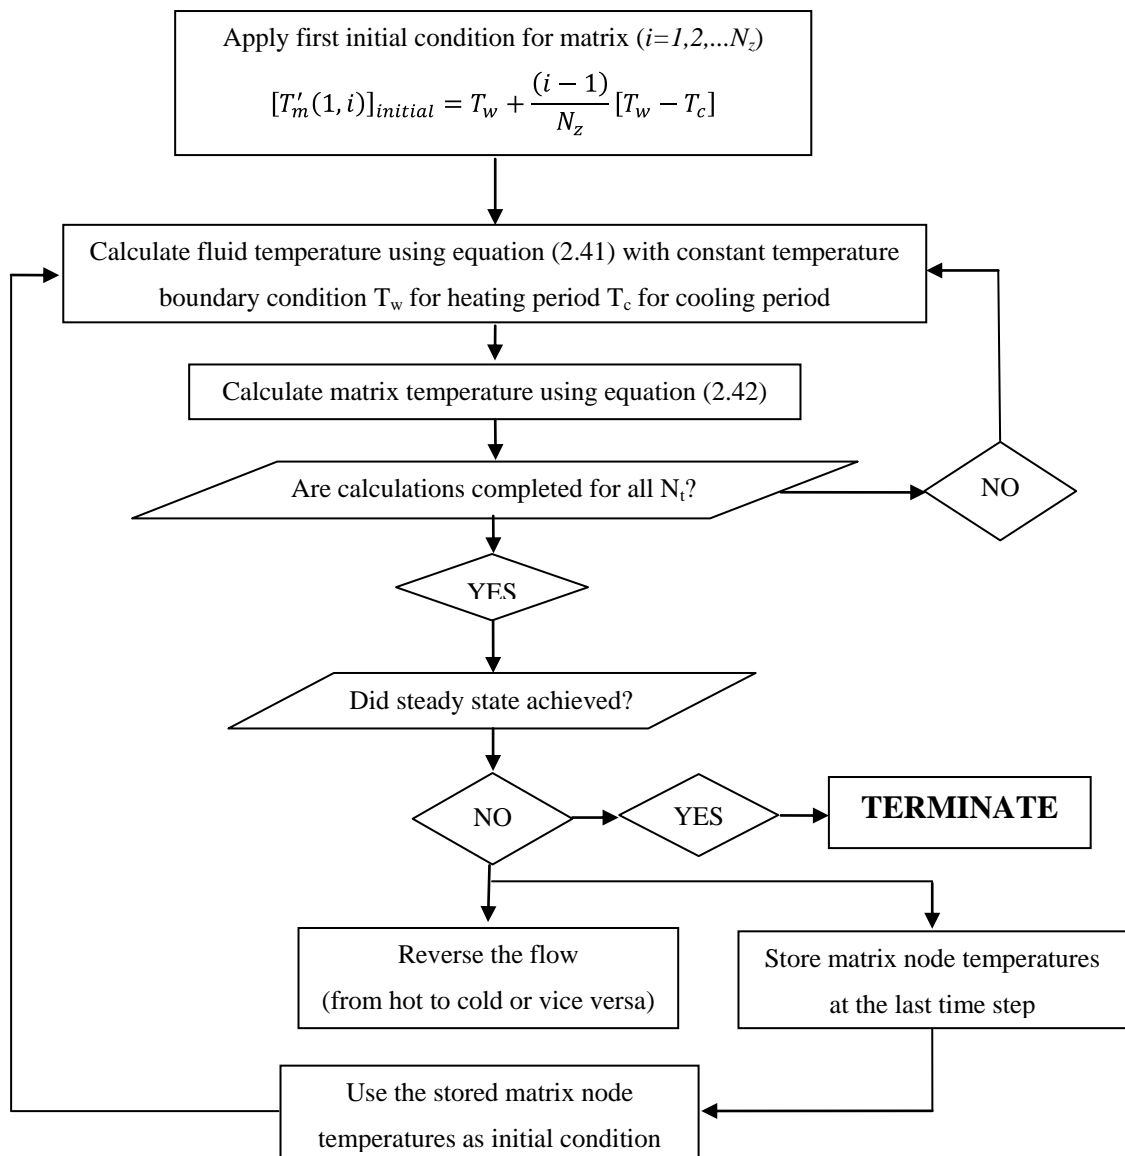 Apply first initial condition for matrix (i=1,2,...N_z)
[T'_m(1,i)]_{initial} = T_w + \frac{(i-1)}{N_z}[T_w - T_c]
Calculate fluid temperature using equation (2.41) with constant temperature
boundary condition T_w for heating period T_c for cooling period
Calculate matrix temperature using equation (2.42)
Are calculations completed for all N_t?
NO
YES
Did steady state achieved?
NO
YES
TERMINATE
Reverse the flow
(from hot to cold or vice versa)
Store matrix node temperatures
at the last time step
Use the stored matrix node
temperatures as initial condition